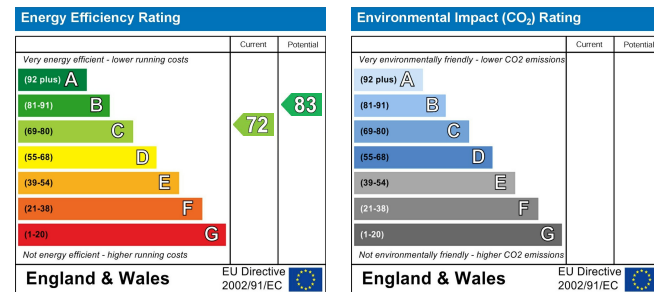 Energy Efficiency Rating
Current Potential
Very energy efficient - lower running costs
(92 plus) A
(81-91) B
(69-80) C
(55-68) D
(39-54) E
(21-38) F
(1-20) G
72
83
Not energy efficient - higher running costs
England & Wales
EU Directive
2002/91/EC
Environmental Impact (CO₂) Rating
Current Potential
Very environmentally friendly - lower CO2 emissions
(92 plus) A
(81-91) B
(69-80) C
(55-68) D
(39-54) E
(21-38) F
(1-20) G
Not environmentally friendly - higher CO2 emissions
England & Wales
EU Directive
2002/91/EC